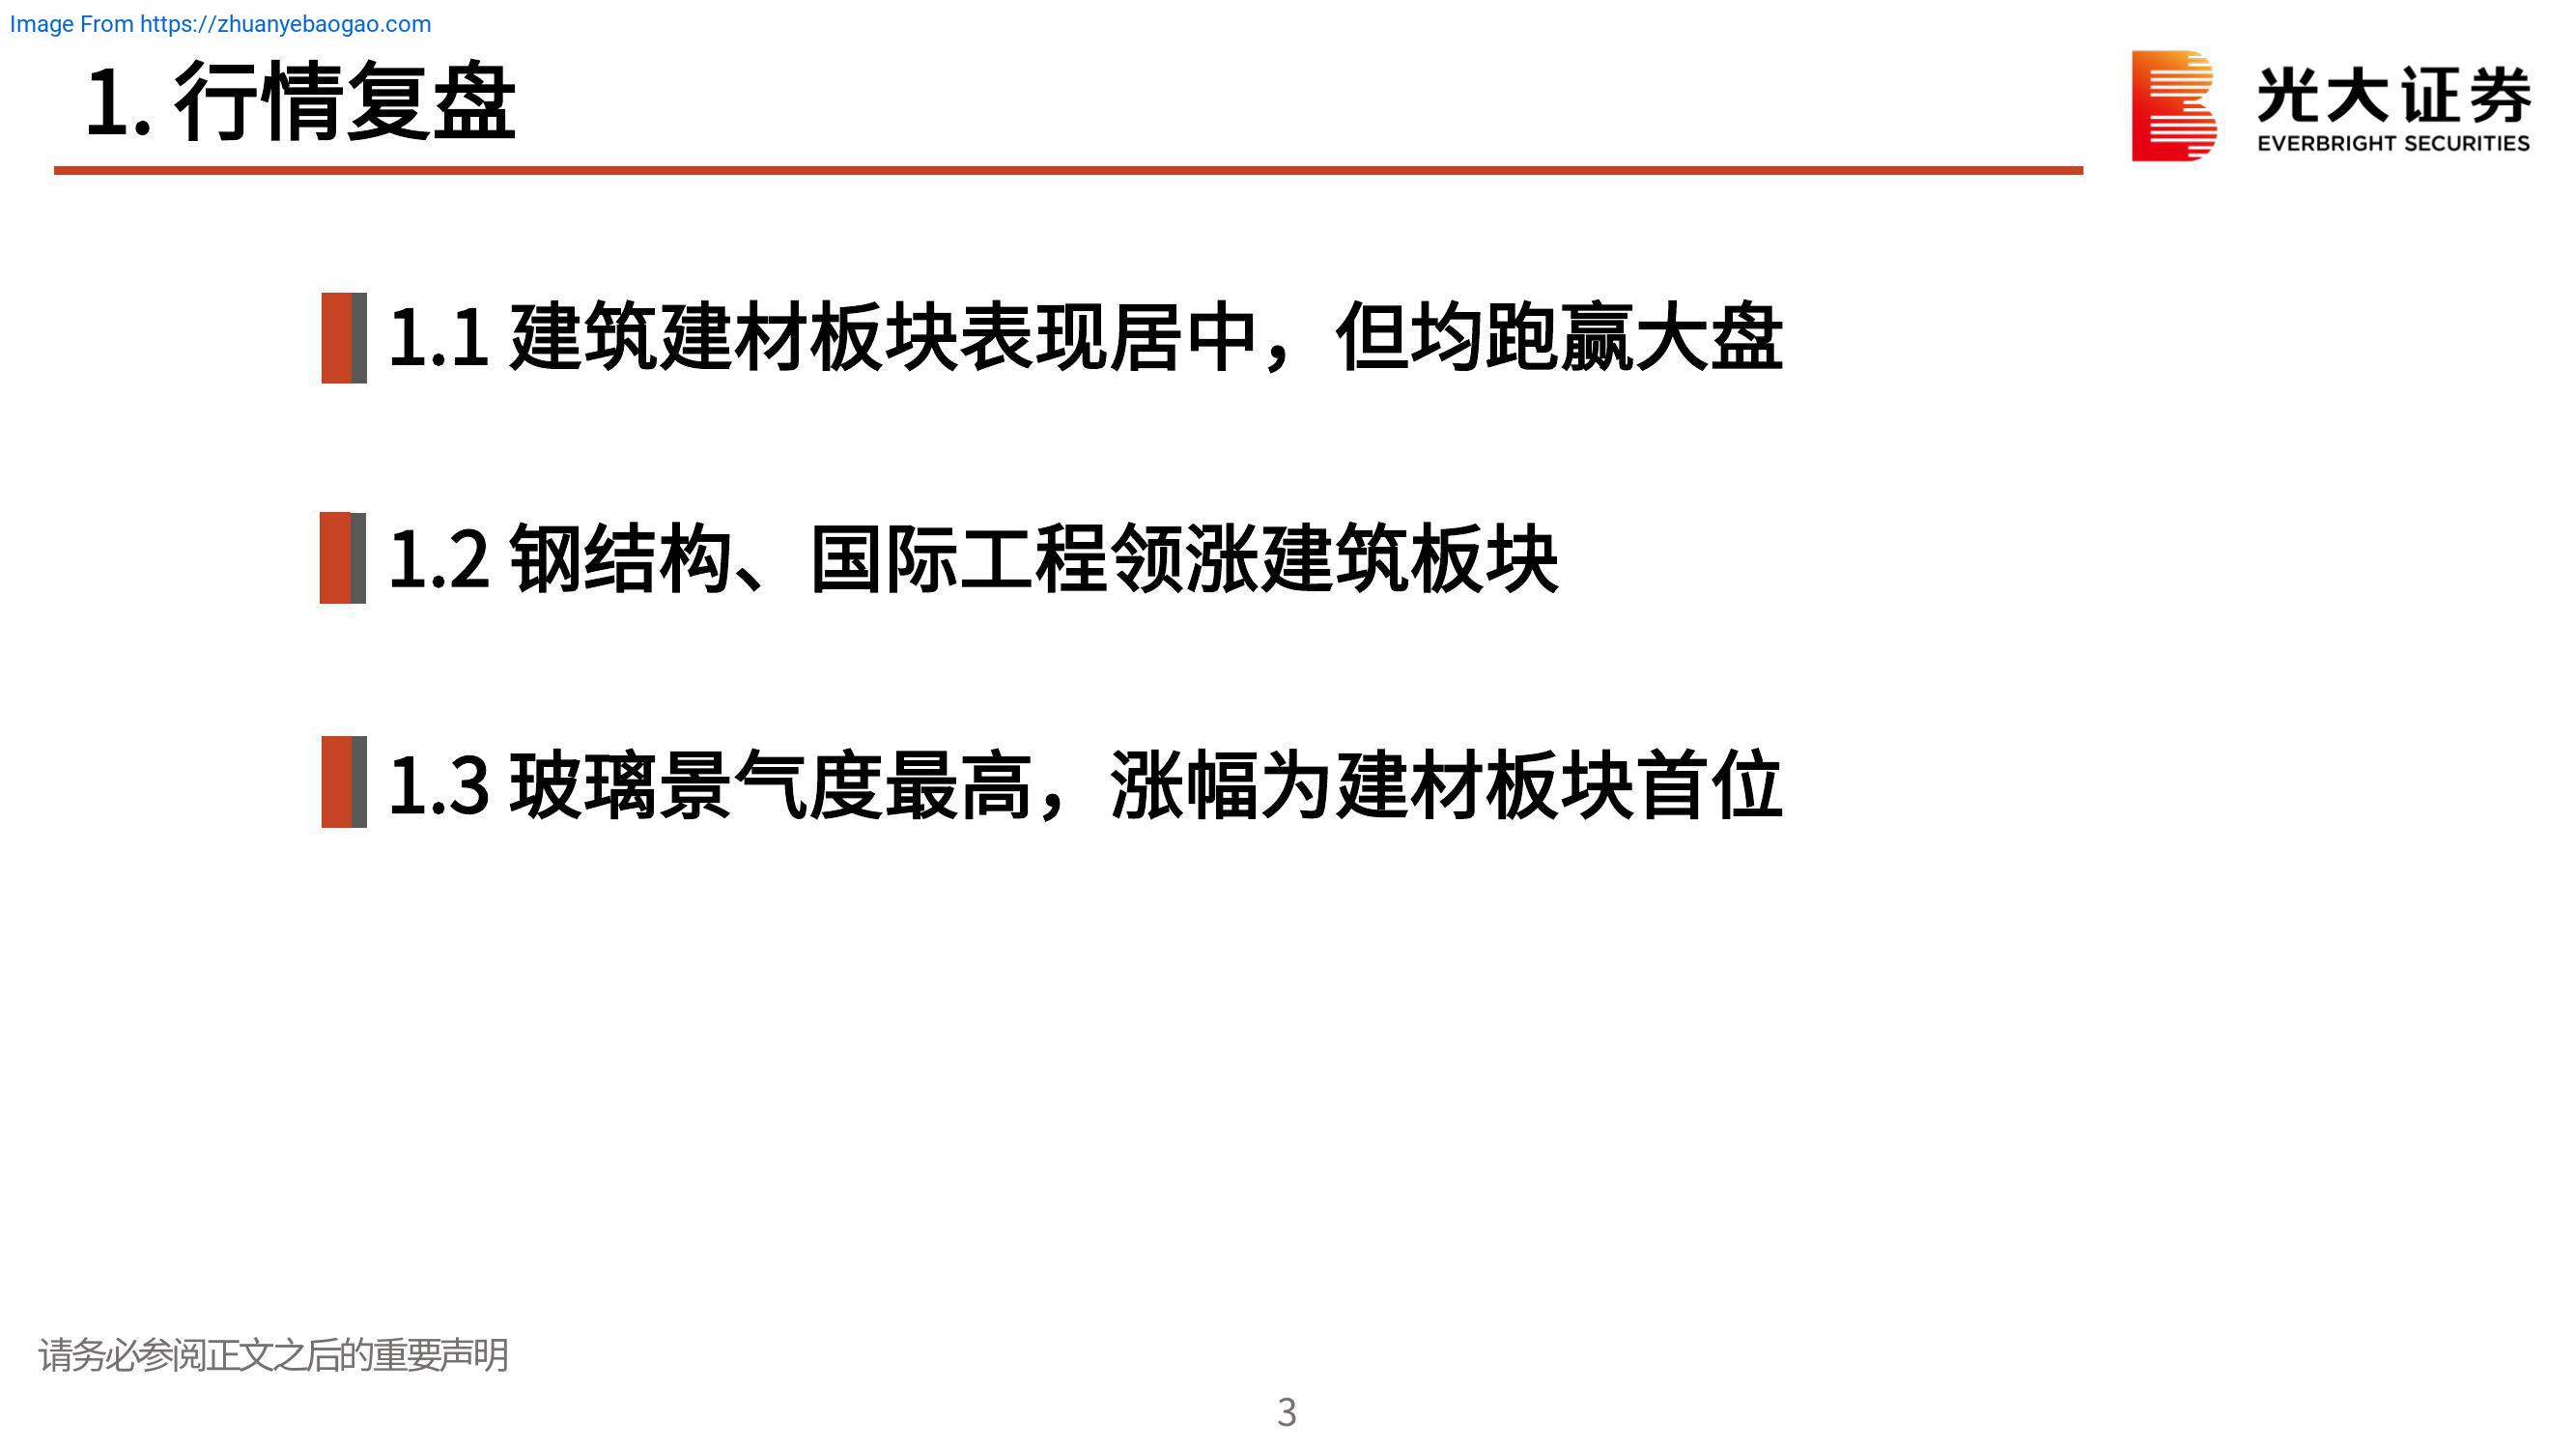 Image From https://zhuanyebaogao.com
1. 行情复盘
光大证券
EVERBRIGHT SECURITIES
1.1 建筑建材板块表现居中，但均跑赢大盘
1.2 钢结构、国际工程领涨建筑板块
1.3 玻璃景气度最高，涨幅为建材板块首位
请务必参阅正文之后的重要声明
3